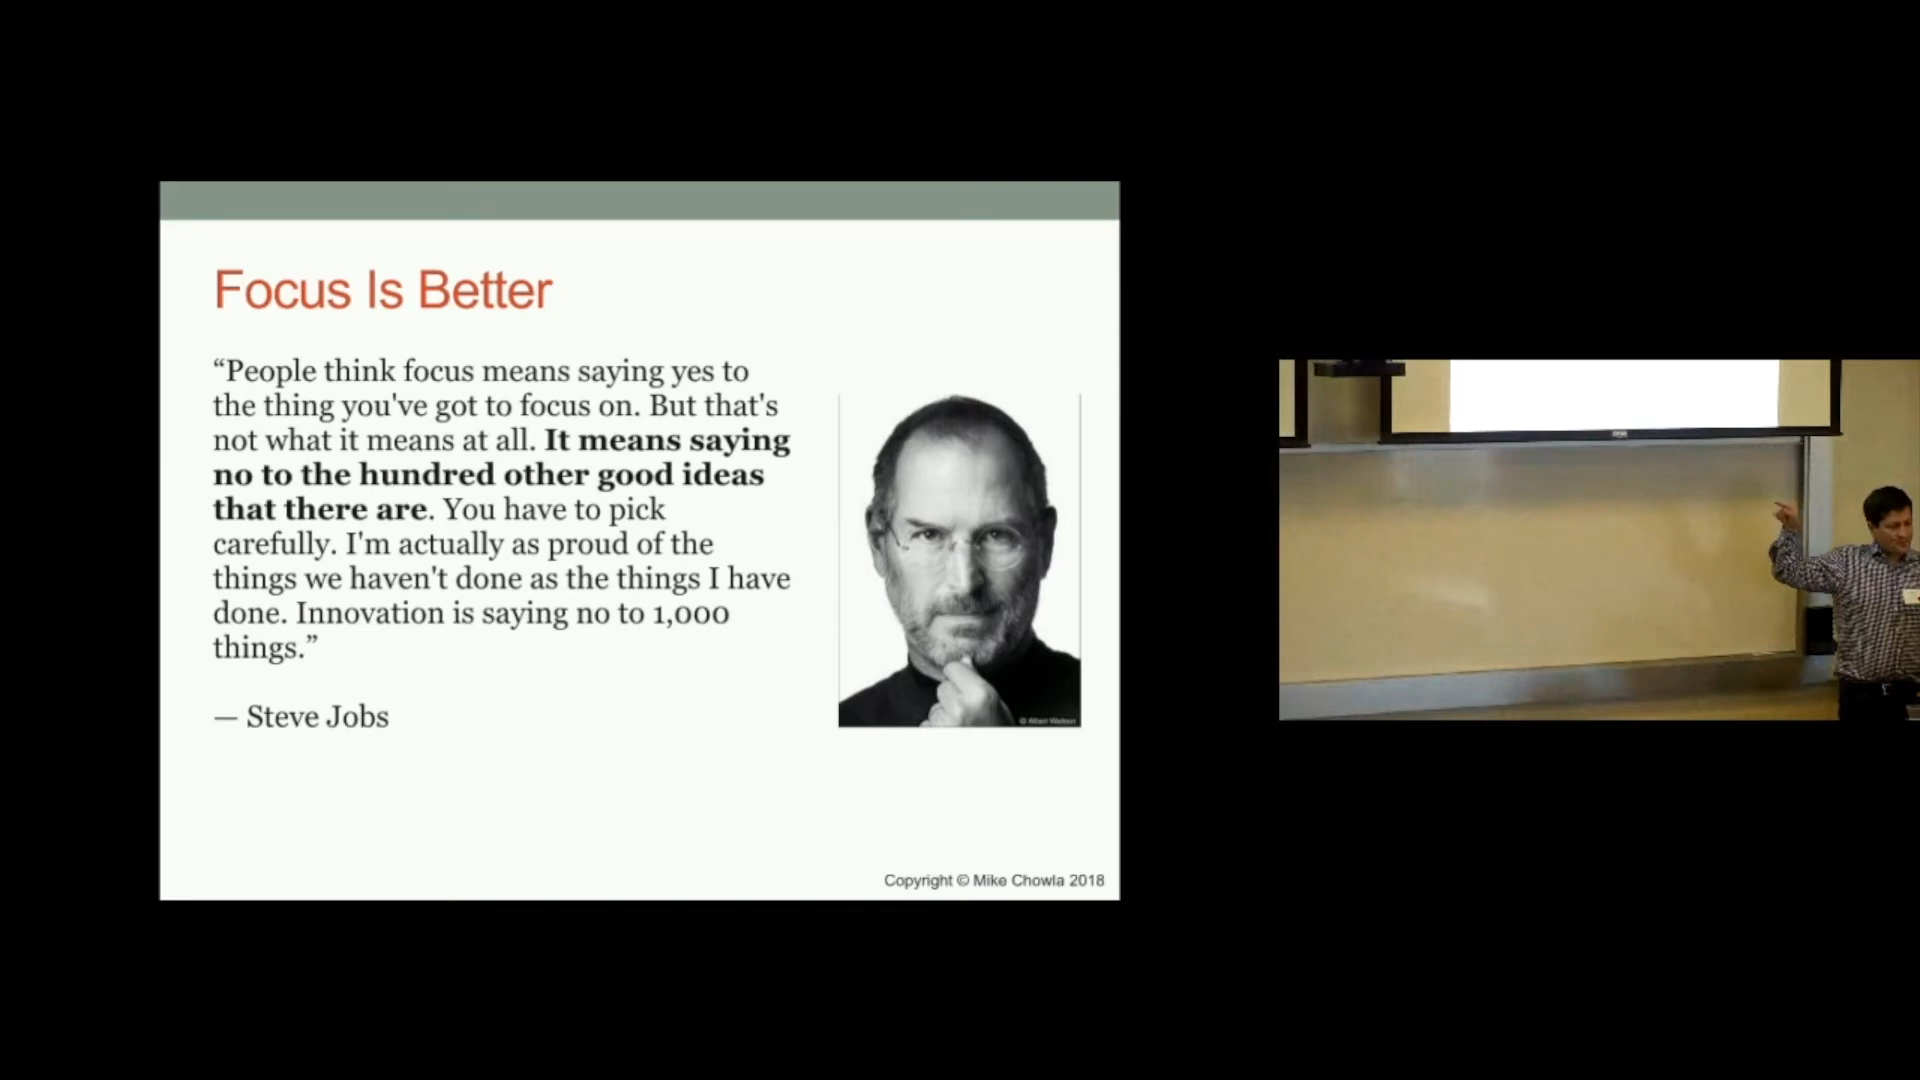 Focus Is Better
“People think focus means saying yes to
the thing you've got to focus on. But that's
not what it means at all. It means saying
no to the hundred other good ideas
that there are. You have to pick
carefully. I'm actually as proud of the
things we haven't done as the things I have
done. Innovation is saying no to 1,000
things.”
— Steve Jobs
© Albert Watson
Copyright © Mike Chowla 2018